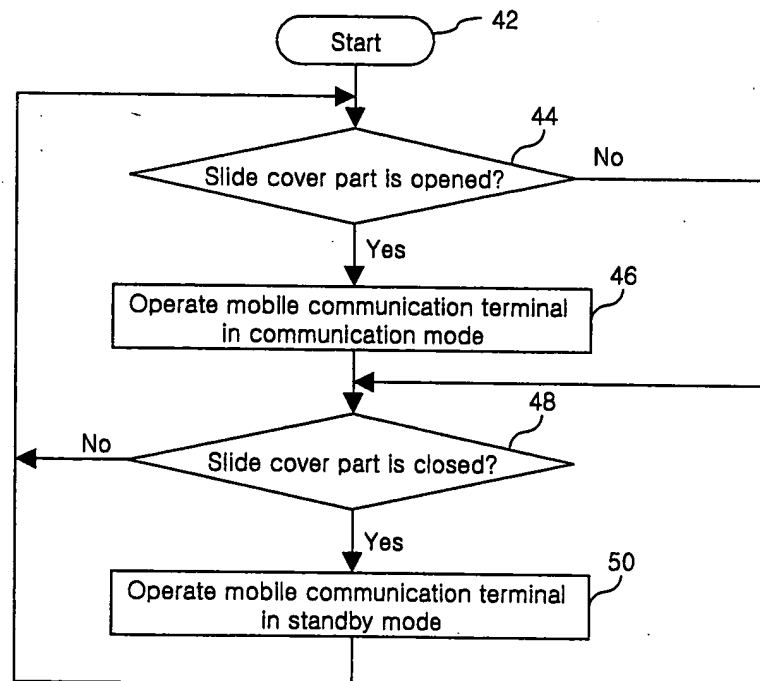 Start
42
44
Slide cover part is opened?
No
Yes
Operate mobile communication terminal
in communication mode
46
48
No
Slide cover part is closed?
Yes
Operate mobile communication terminal
in standby mode
50